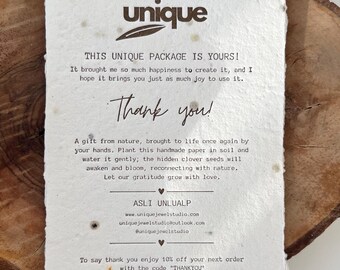 unique
THIS UNIQUE PACKAGE IS YOURS!
It brought me so much happiness to create it, and I
hope it brings you just as much joy to use it.
Thank you!
A gift from nature, brought to life once again by
your hands. Plant this handmade paper in soil and
water it gently; the hidden clover seeds will
awaken and bloom, reconnecting with nature.
Let our gratitude grow with love.
ASLI UNLUALP
www.uniquejewelstudio.com
uniquejewelstudio@outlook.com
@uniquejewelstudio
To say thank you enjoy 10% off your next order
with the code "THANKYOJ"